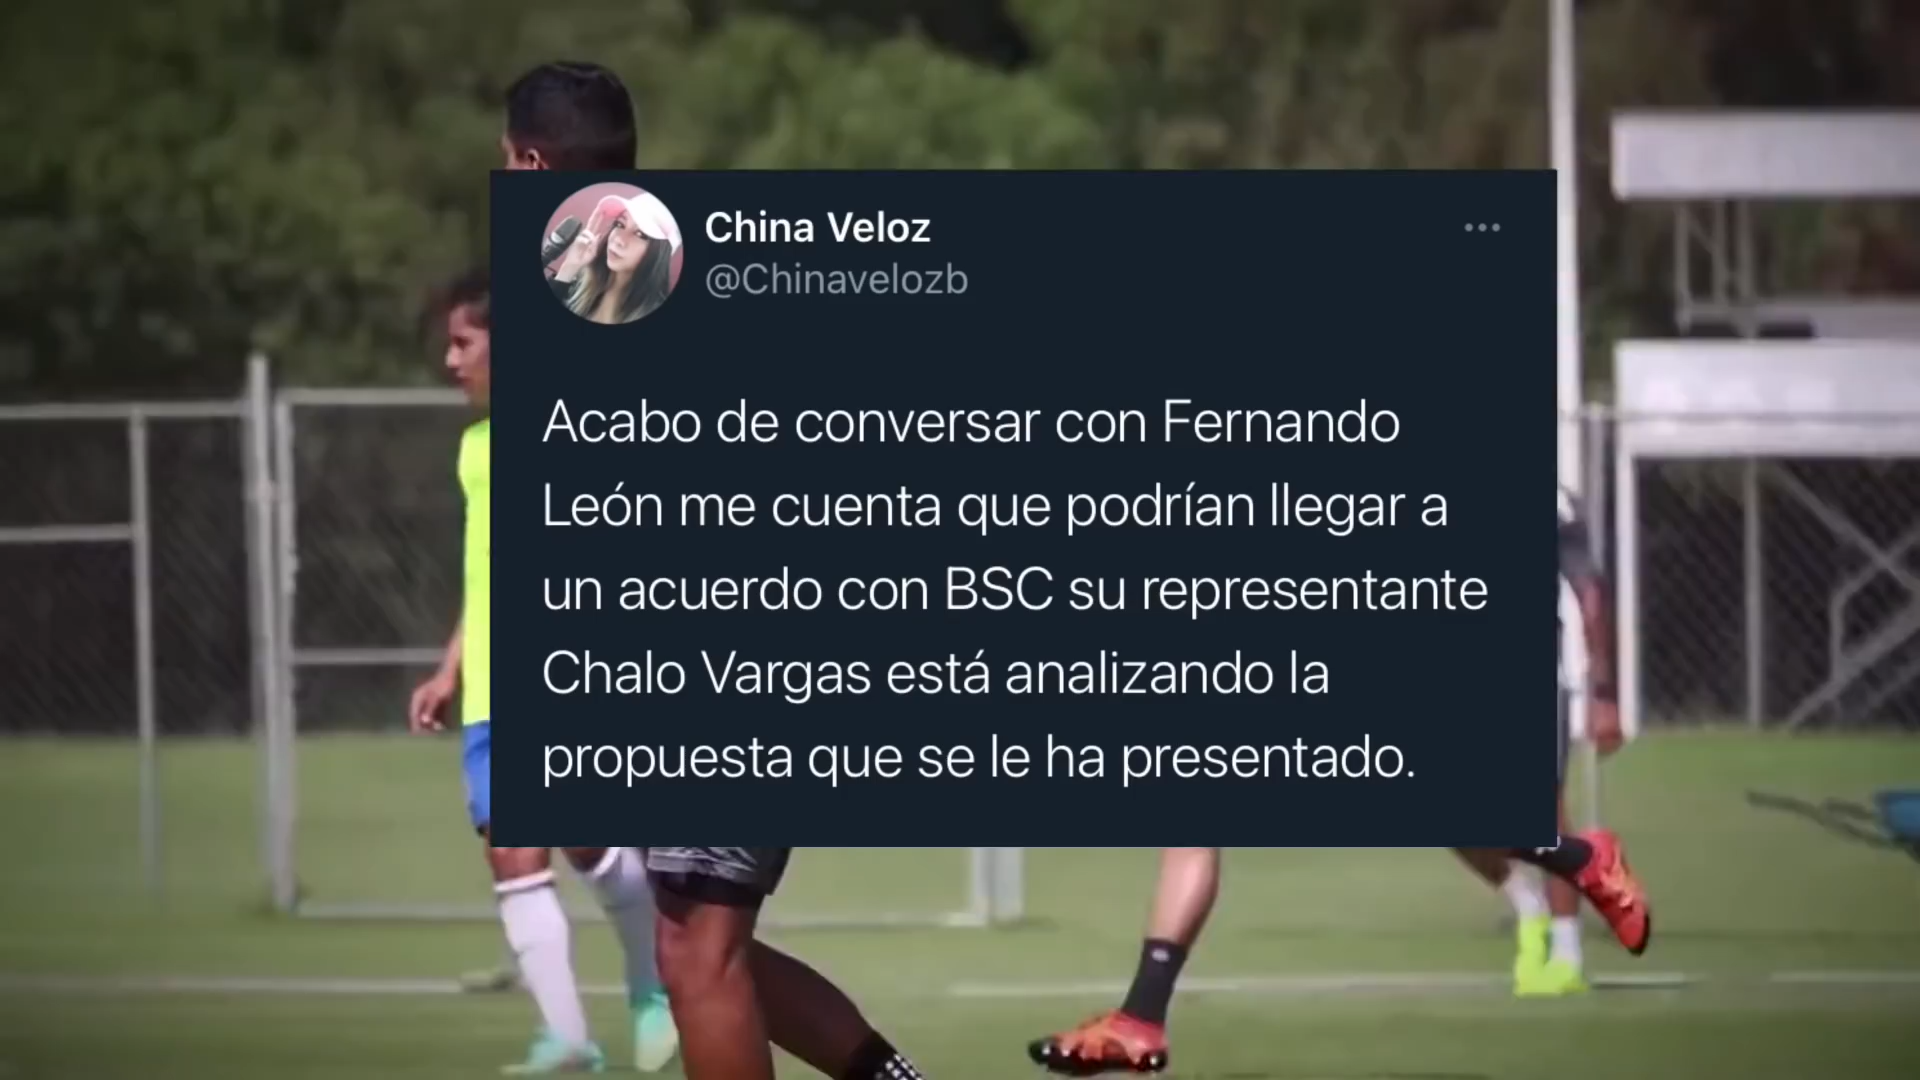 China Veloz
@Chinavelozb
Acabo de conversar con Fernando
León me cuenta que podrían llegar a
un acuerdo con BSC su representante
Chalo Vargas está analizando la
propuesta que se le ha presentado.